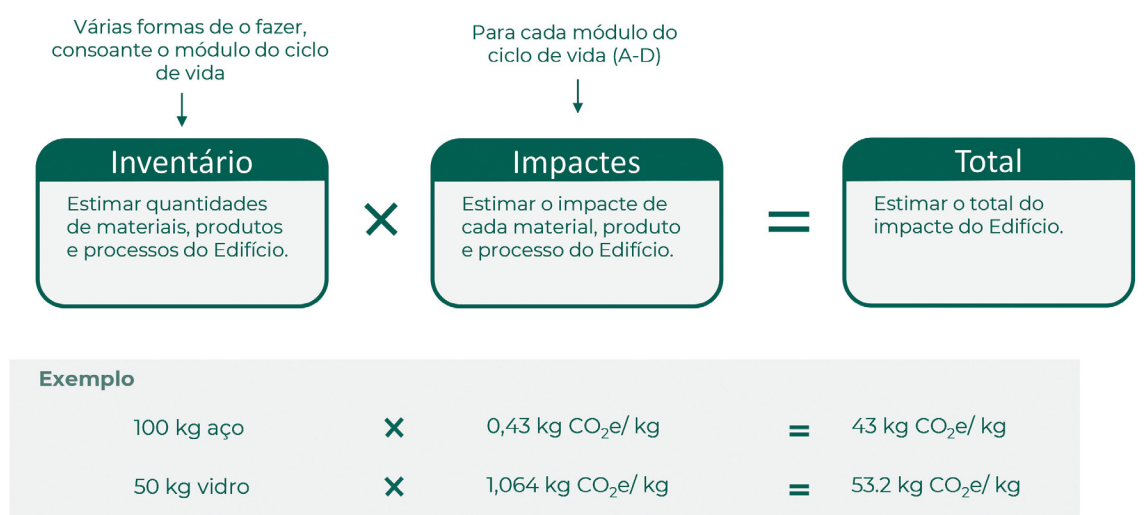 Várias formas de o fazer,
consoante o módulo do ciclo
de vida
Para cada módulo do
ciclo de vida (A-D)
Inventário
Estimar quantidades
de materiais, produtos
e processos do Edifício.
×
Impactes
Estimar o impacte de
cada material, produto
e processo do Edifício.
=
Total
Estimar o total do
impacte do Edifício.
Exemplo
100 kg aço × 0,43 kg CO₂e/ kg = 43 kg CO₂e/ kg
50 kg vidro × 1,064 kg CO₂e/ kg = 53.2 kg CO₂e/ kg